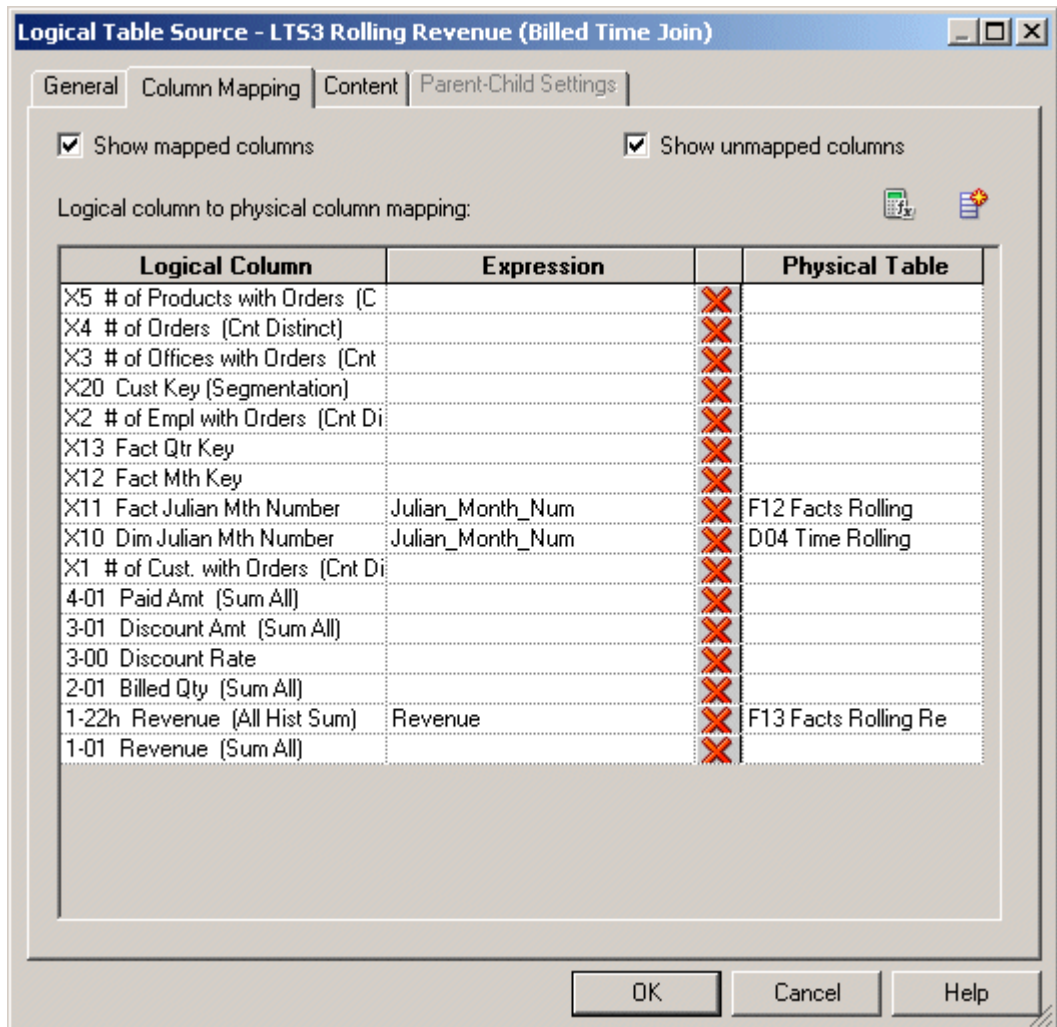 Logical Table Source - LTS3 Rolling Revenue (Billed Time Join)
General Column Mapping Content Parent-Child Settings
Show mapped columns Show unmapped columns
Logical column to physical column mapping:
Logical Column Expression Physical Table
X5 # of Products with Orders (C
X4 # of Orders (Cnt Distinct)
X3 # of Offices with Orders (Cnt
X20 Cust Key (Segmentation)
X2 # of Empl with Orders (Cnt Di
X13 Fact Qtr Key
X12 Fact Mth Key
X11 Fact Julian Mth Number Julian_Month_Num F12 Facts Rolling
X10 Dim Julian Mth Number Julian_Month_Num D04 Time Rolling
X1 # of Cust. with Orders (Cnt Di
4-01 Paid Amt (Sum All)
3-01 Discount Amt (Sum All)
3-00 Discount Rate
2-01 Billed Qty (Sum All)
1-22h Revenue (All Hist Sum) Revenue F13 Facts Rolling Re
1-01 Revenue (Sum All)
OK Cancel Help